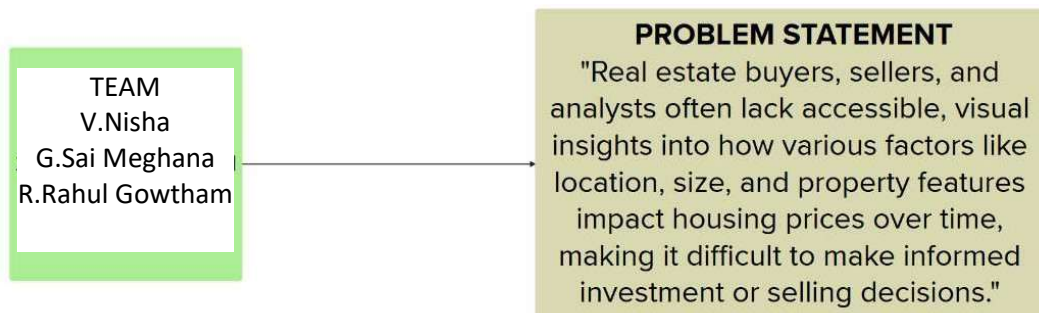 TEAM
V.Nisha
G.Sai Meghana
R.Rahul Gowtham
PROBLEM STATEMENT
"Real estate buyers, sellers, and
analysts often lack accessible, visual
insights into how various factors like
location, size, and property features
impact housing prices over time,
making it difficult to make informed
investment or selling decisions."